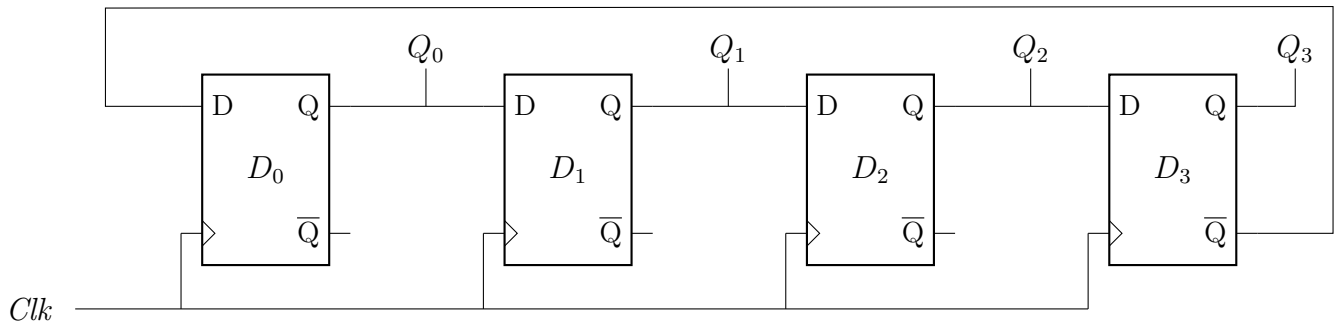 Q₀ Q₁ Q₂ Q₃
D Q D Q D Q D Q
D₀ D₁ D₂ D₃
Q̅ Q̅ Q̅ Q̅
Clk